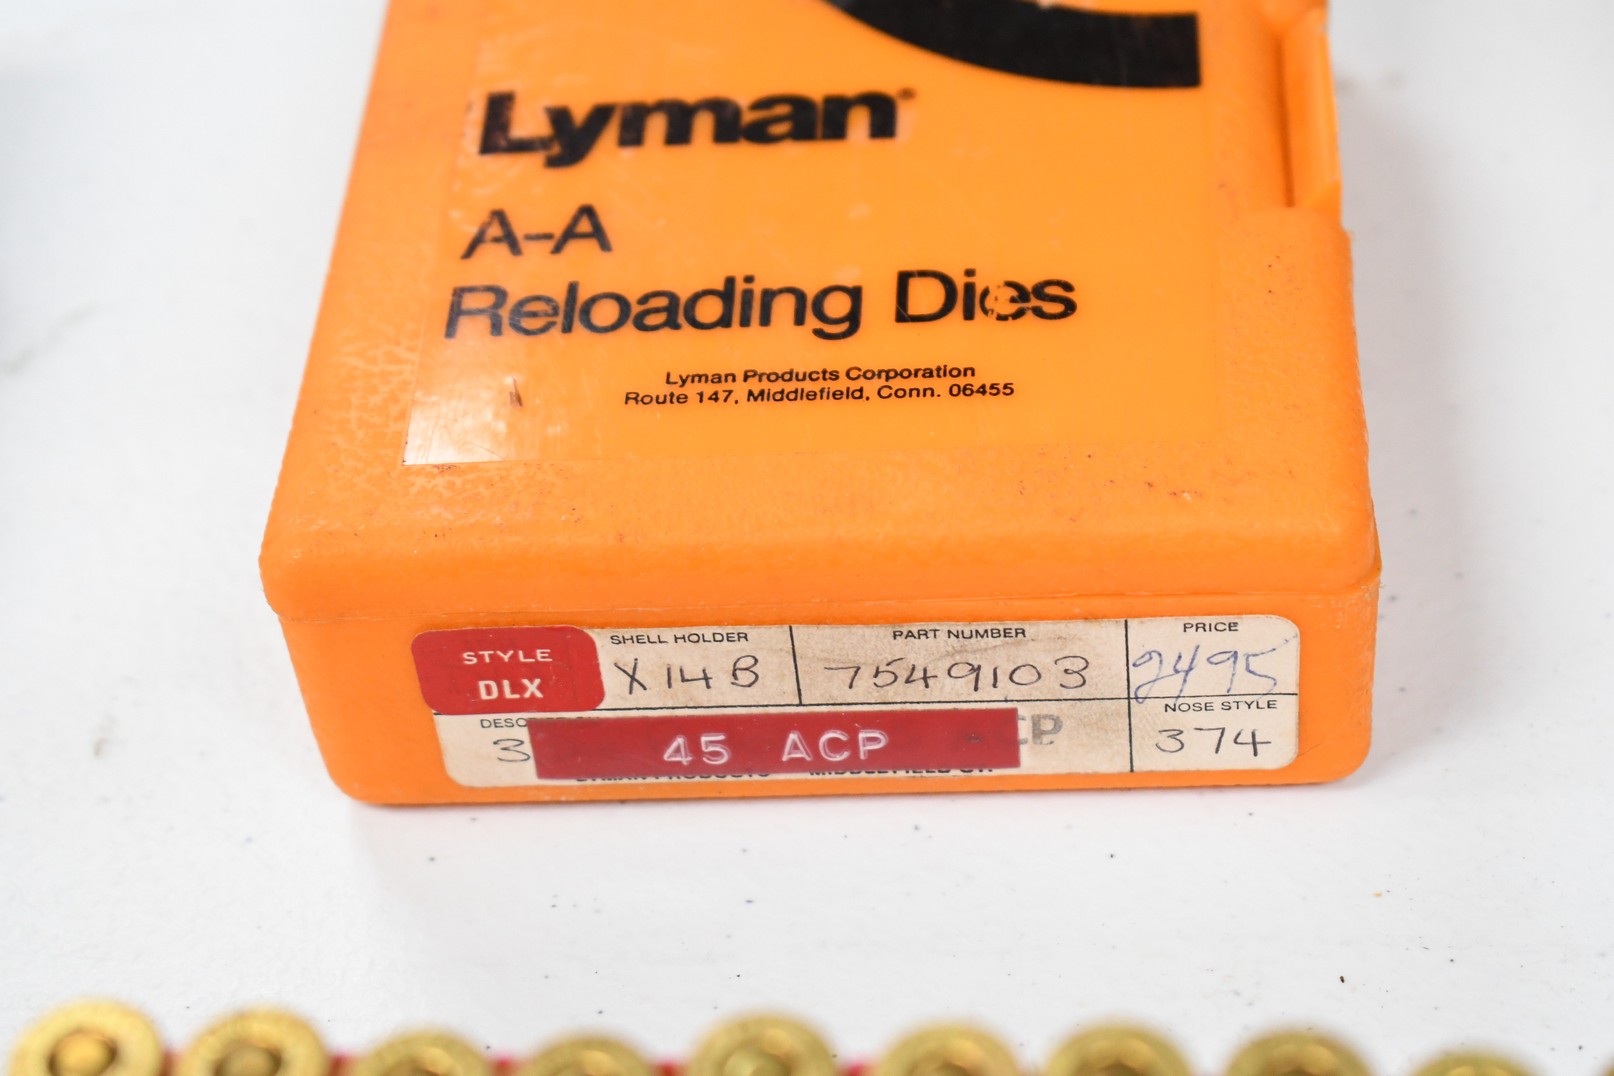 Lyman
A-A
Reloading Dies
Lyman Products Corporation
Route 147, Middlefield, Conn. 06455
STYLE
DLX
SHELL HOLDER
X14B
PART NUMBER
7549103
PRICE
2495
3
45 ACP
NOSE STYLE
374